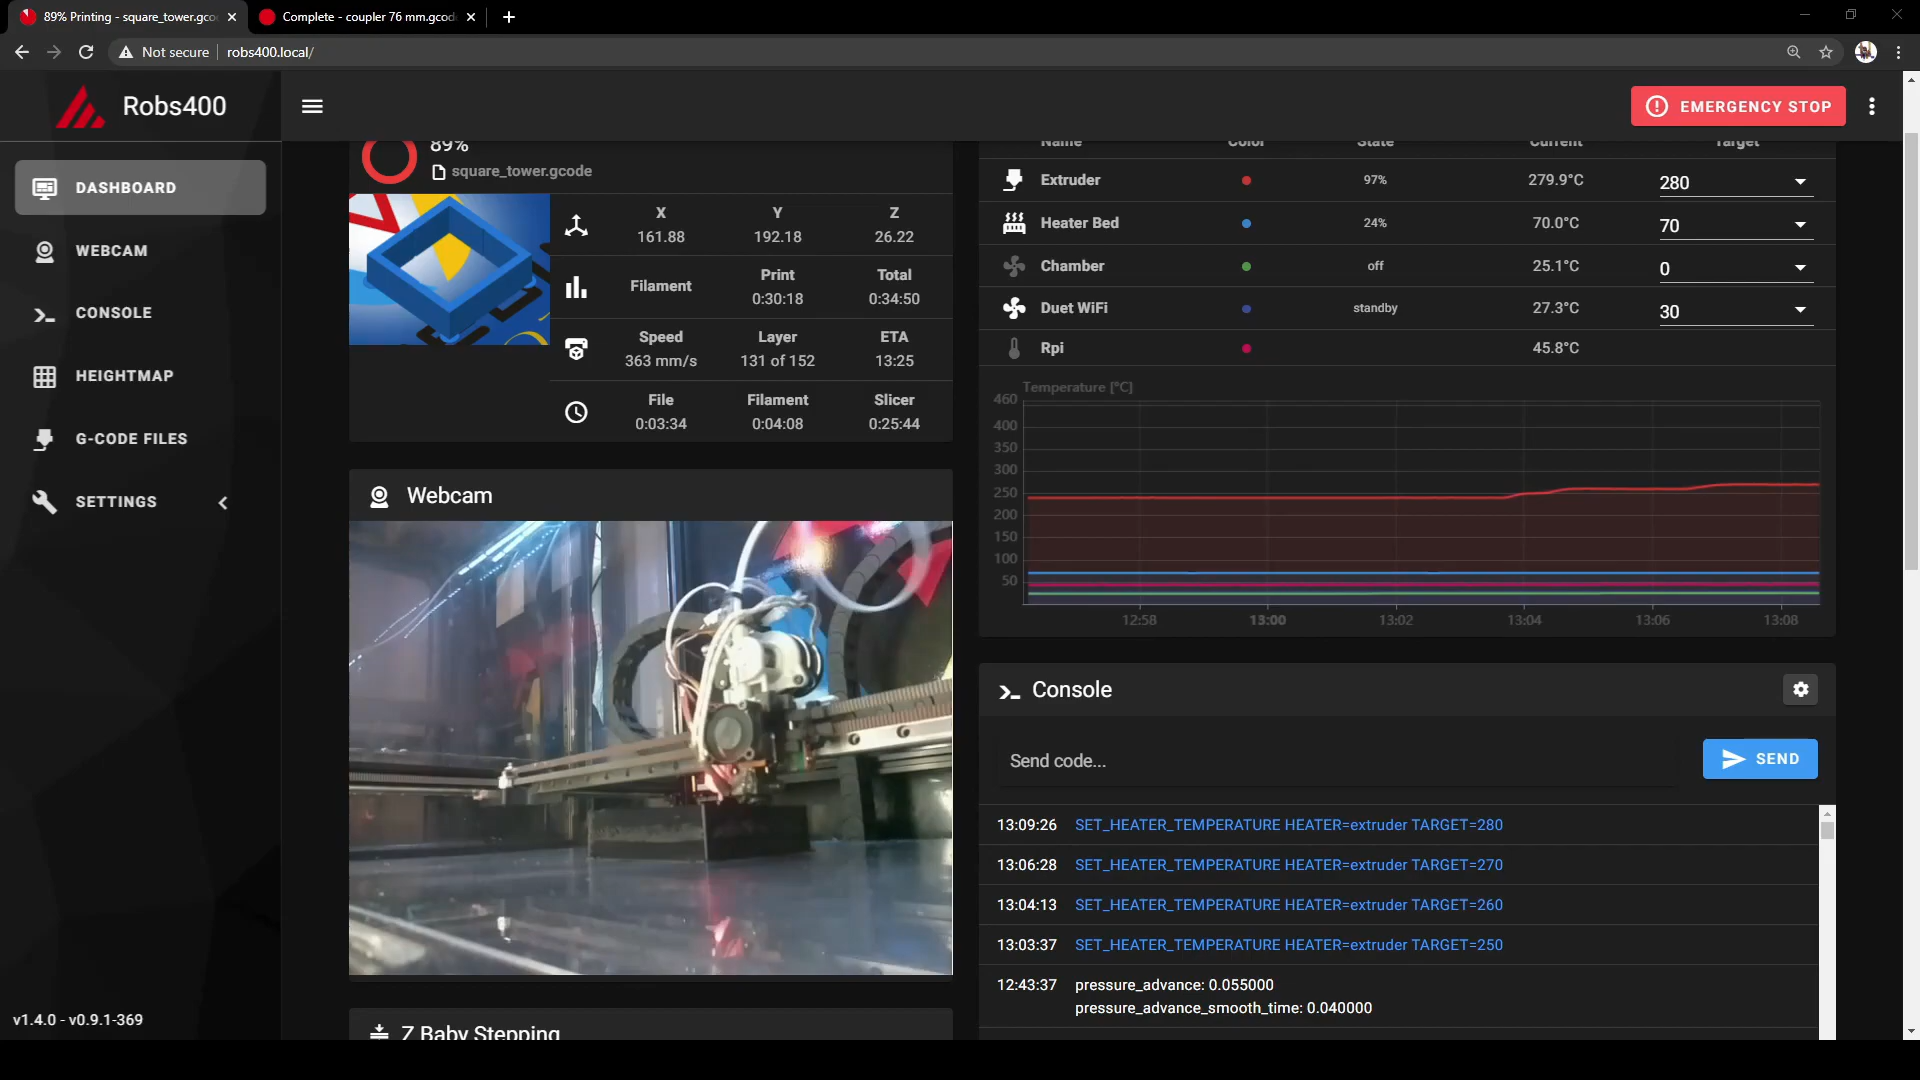 89% Printing - square_tower.gco
Complete - coupler 76 mm.gcod
Not secure
robs400.local/
Robs400
EMERGENCY STOP
DASHBOARD
WEBCAM
CONSOLE
HEIGHTMAP
G-CODE FILES
SETTINGS
v1.4.0 - v0.9.1-369
89%
square_tower.gcode
X Y Z
161.88 192.18 26.22
Filament
Print Total
0:30:18 0:34:50
Speed Layer ETA
363 mm/s 131 of 152 13:25
File Filament Slicer
0:03:34 0:04:08 0:25:44
Webcam
Z Baby Stepping
Name Color State Current Target
Extruder 97% 279.9°C 280
Heater Bed 24% 70.0°C 70
Chamber off 25.1°C 0
Duet WiFi standby 27.3°C 30
Rpi 45.8°C
Temperature [°C]
460
400
350
300
250
200
150
100
50
12:58 13:00 13:02 13:04 13:06 13:08
Console
Send code...
SEND
13:09:26 SET_HEATER_TEMPERATURE HEATER=extruder TARGET=280
13:06:28 SET_HEATER_TEMPERATURE HEATER=extruder TARGET=270
13:04:13 SET_HEATER_TEMPERATURE HEATER=extruder TARGET=260
13:03:37 SET_HEATER_TEMPERATURE HEATER=extruder TARGET=250
12:43:37 pressure_advance: 0.055000
pressure_advance_smooth_time: 0.040000